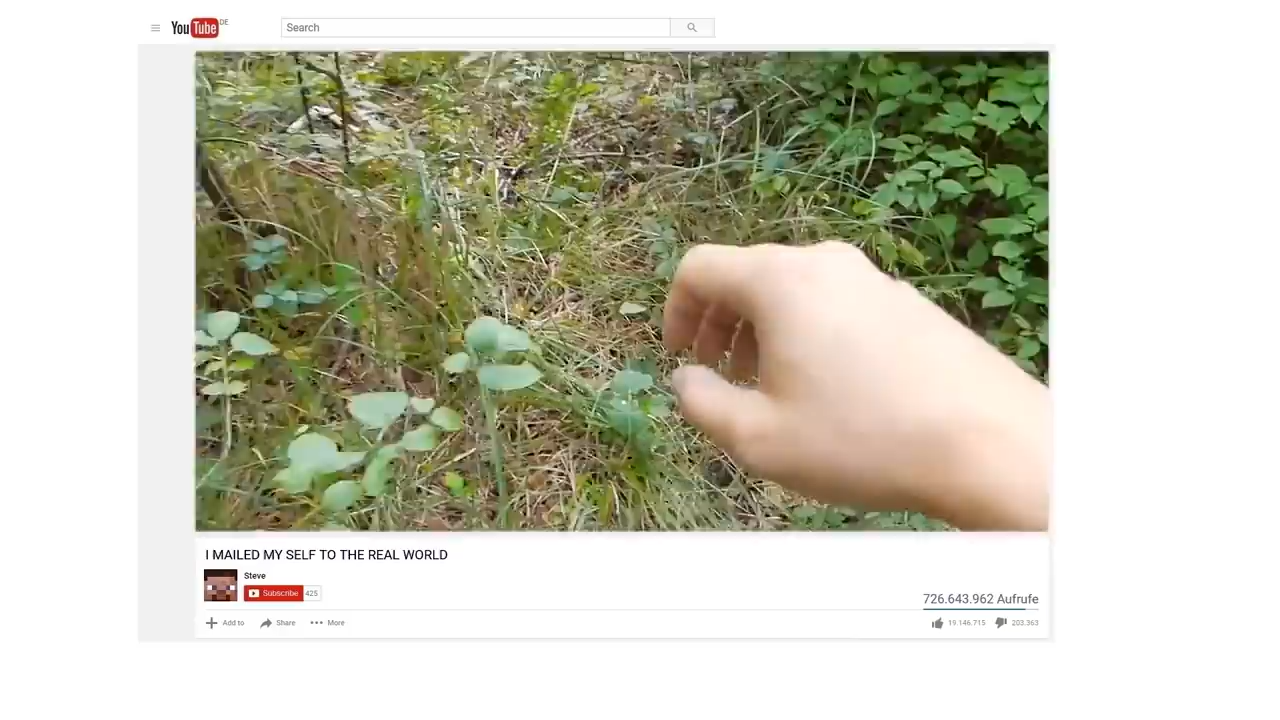 YouTube DE
Search
I MAILED MY SELF TO THE REAL WORLD
Steve
Subscribe 425
726.643.962 Aufrufe
Add to Share More
19.146.715 203.363